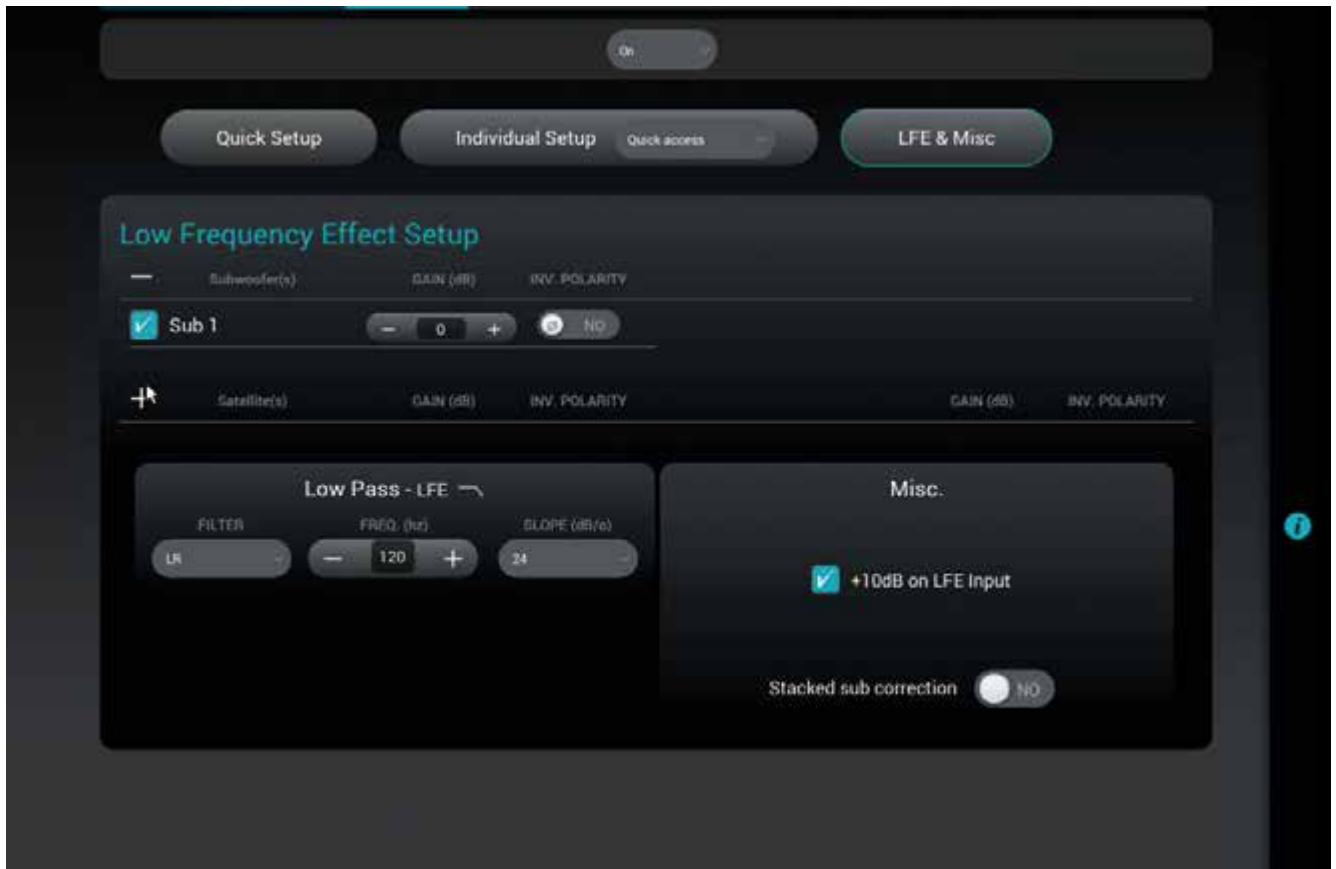 On
Quick Setup
Individual Setup Quick access
LFE & Misc
Low Frequency Effect Setup
Subwoofer(s) GAIN (dB) INV. POLARITY
Sub 1 - 0 + Ø NO
Satellite(s) GAIN (dB) INV. POLARITY GAIN (dB) INV. POLARITY
Low Pass - LFE
FILTER FREQ. (hz) SLOPE (dB/o)
LR - 120 + 24
Misc.
+10dB on LFE Input
Stacked sub correction NO
i